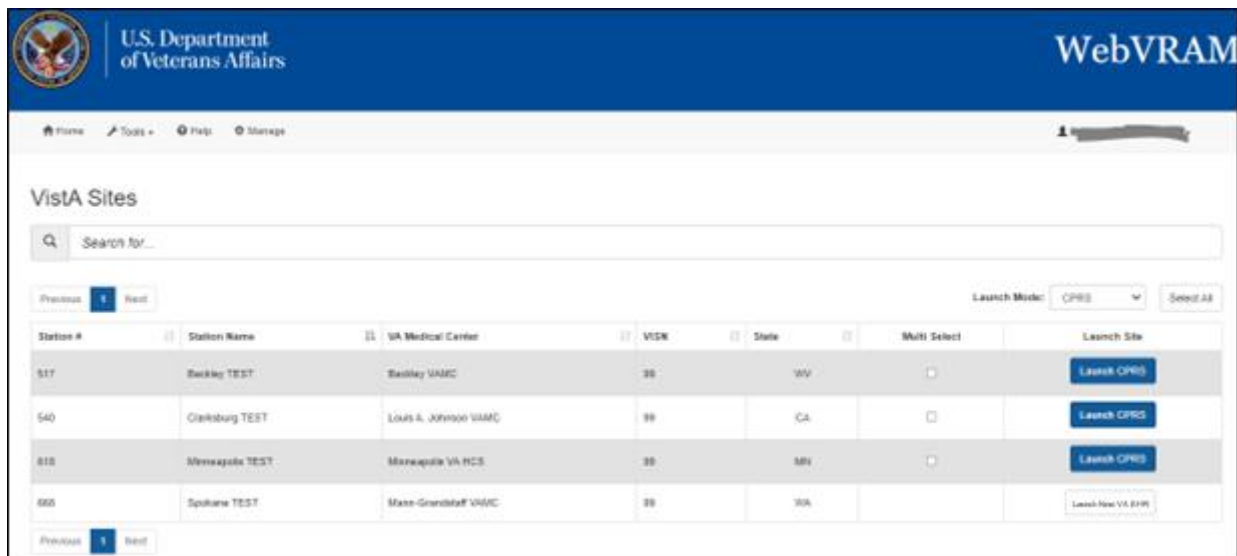 U.S. Department
of Veterans Affairs
WebVRAM
Home Tools Help Manage
VistA Sites
Search for...
Previous 1 Next
Launch Mode: CPRS Select All
Station # Station Name VA Medical Center VISN State Multi Select Launch Site
517 Beckley TEST Beckley VAMC 99 WV Launch CPRS
540 Clarksburg TEST Louis A. Johnson VAMC 99 CA Launch CPRS
618 Minneapolis TEST Minneapolis VA HCS 99 MN Launch CPRS
668 Spokane TEST Mann-Grandstaff VAMC 99 WA Launch New VA EHR
Previous 1 Next